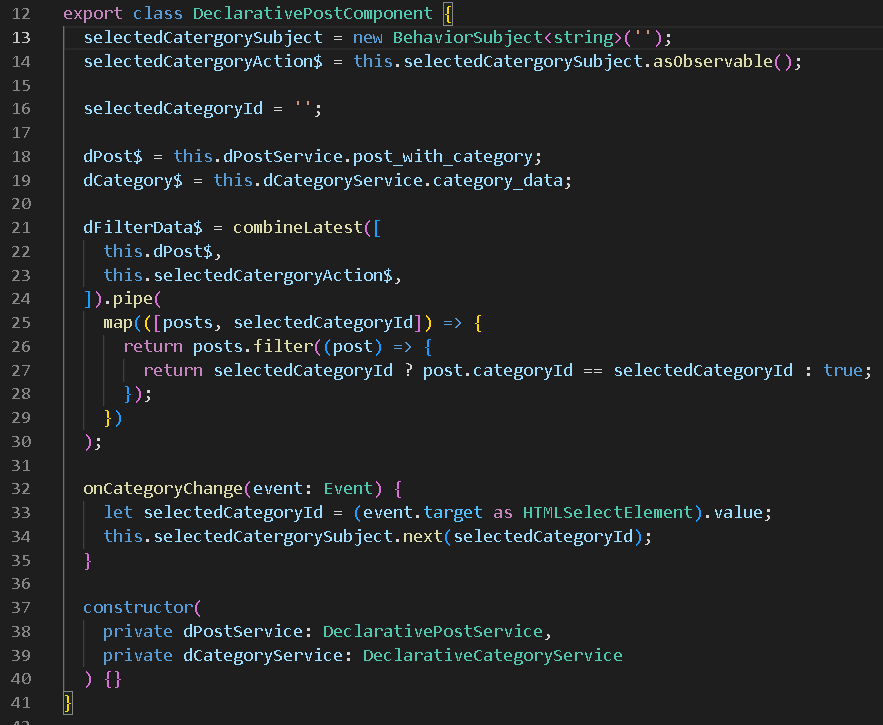 12 export class DeclarativePostComponent {
13 selectedCatergorySubject = new BehaviorSubject<string>('');
14 selectedCatergoryAction$ = this.selectedCatergorySubject.asObservable();
15
16 selectedCategoryId = '';
17
18 dPost$ = this.dPostService.post_with_category;
19 dCategory$ = this.dCategoryService.category_data;
20
21 dFilterData$ = combineLatest([
22 this.dPost$,
23 this.selectedCatergoryAction$,
24 ]).pipe(
25 map(([posts, selectedCategoryId]) => {
26 return posts.filter((post) => {
27 return selectedCategoryId ? post.categoryId == selectedCategoryId : true;
28 });
29 })
30 );
31
32 onCategoryChange(event: Event) {
33 let selectedCategoryId = (event.target as HTMLSelectElement).value;
34 this.selectedCatergorySubject.next(selectedCategoryId);
35 }
36
37 constructor(
38 private dPostService: DeclarativePostService,
39 private dCategoryService: DeclarativeCategoryService
40 ) {}
41 }